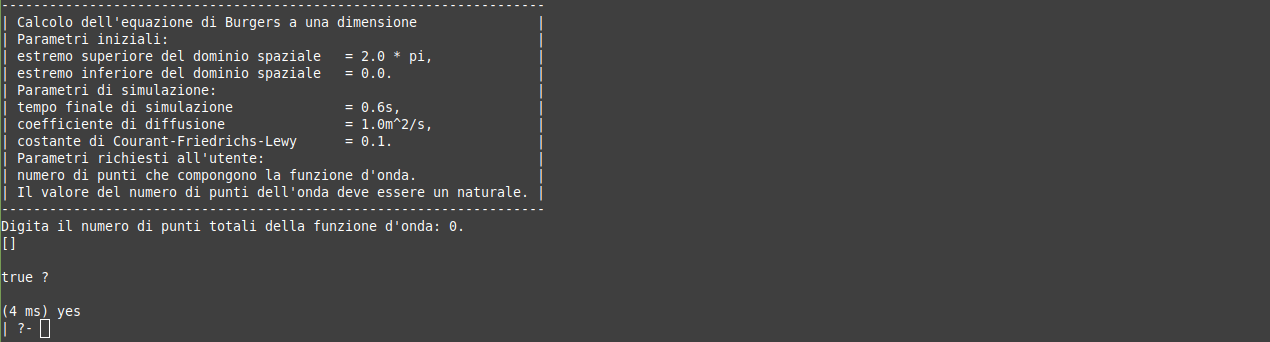 --------------------------------------------------------------------
| Calcolo dell'equazione di Burgers a una dimensione               |
| Parametri iniziali:                                              |
| estremo superiore del dominio spaziale   = 2.0 * pi,             |
| estremo inferiore del dominio spaziale   = 0.0.                  |
| Parametri di simulazione:                                        |
| tempo finale di simulazione              = 0.6s,                 |
| coefficiente di diffusione               = 1.0m^2/s,             |
| costante di Courant-Friedrichs-Lewy      = 0.1.                  |
| Parametri richiesti all'utente:                                  |
| numero di punti che compongono la funzione d'onda.               |
| Il valore del numero di punti dell'onda deve essere un naturale. |
--------------------------------------------------------------------
Digita il numero di punti totali della funzione d'onda: 0.
[]
true ?
(4 ms) yes
| ?-